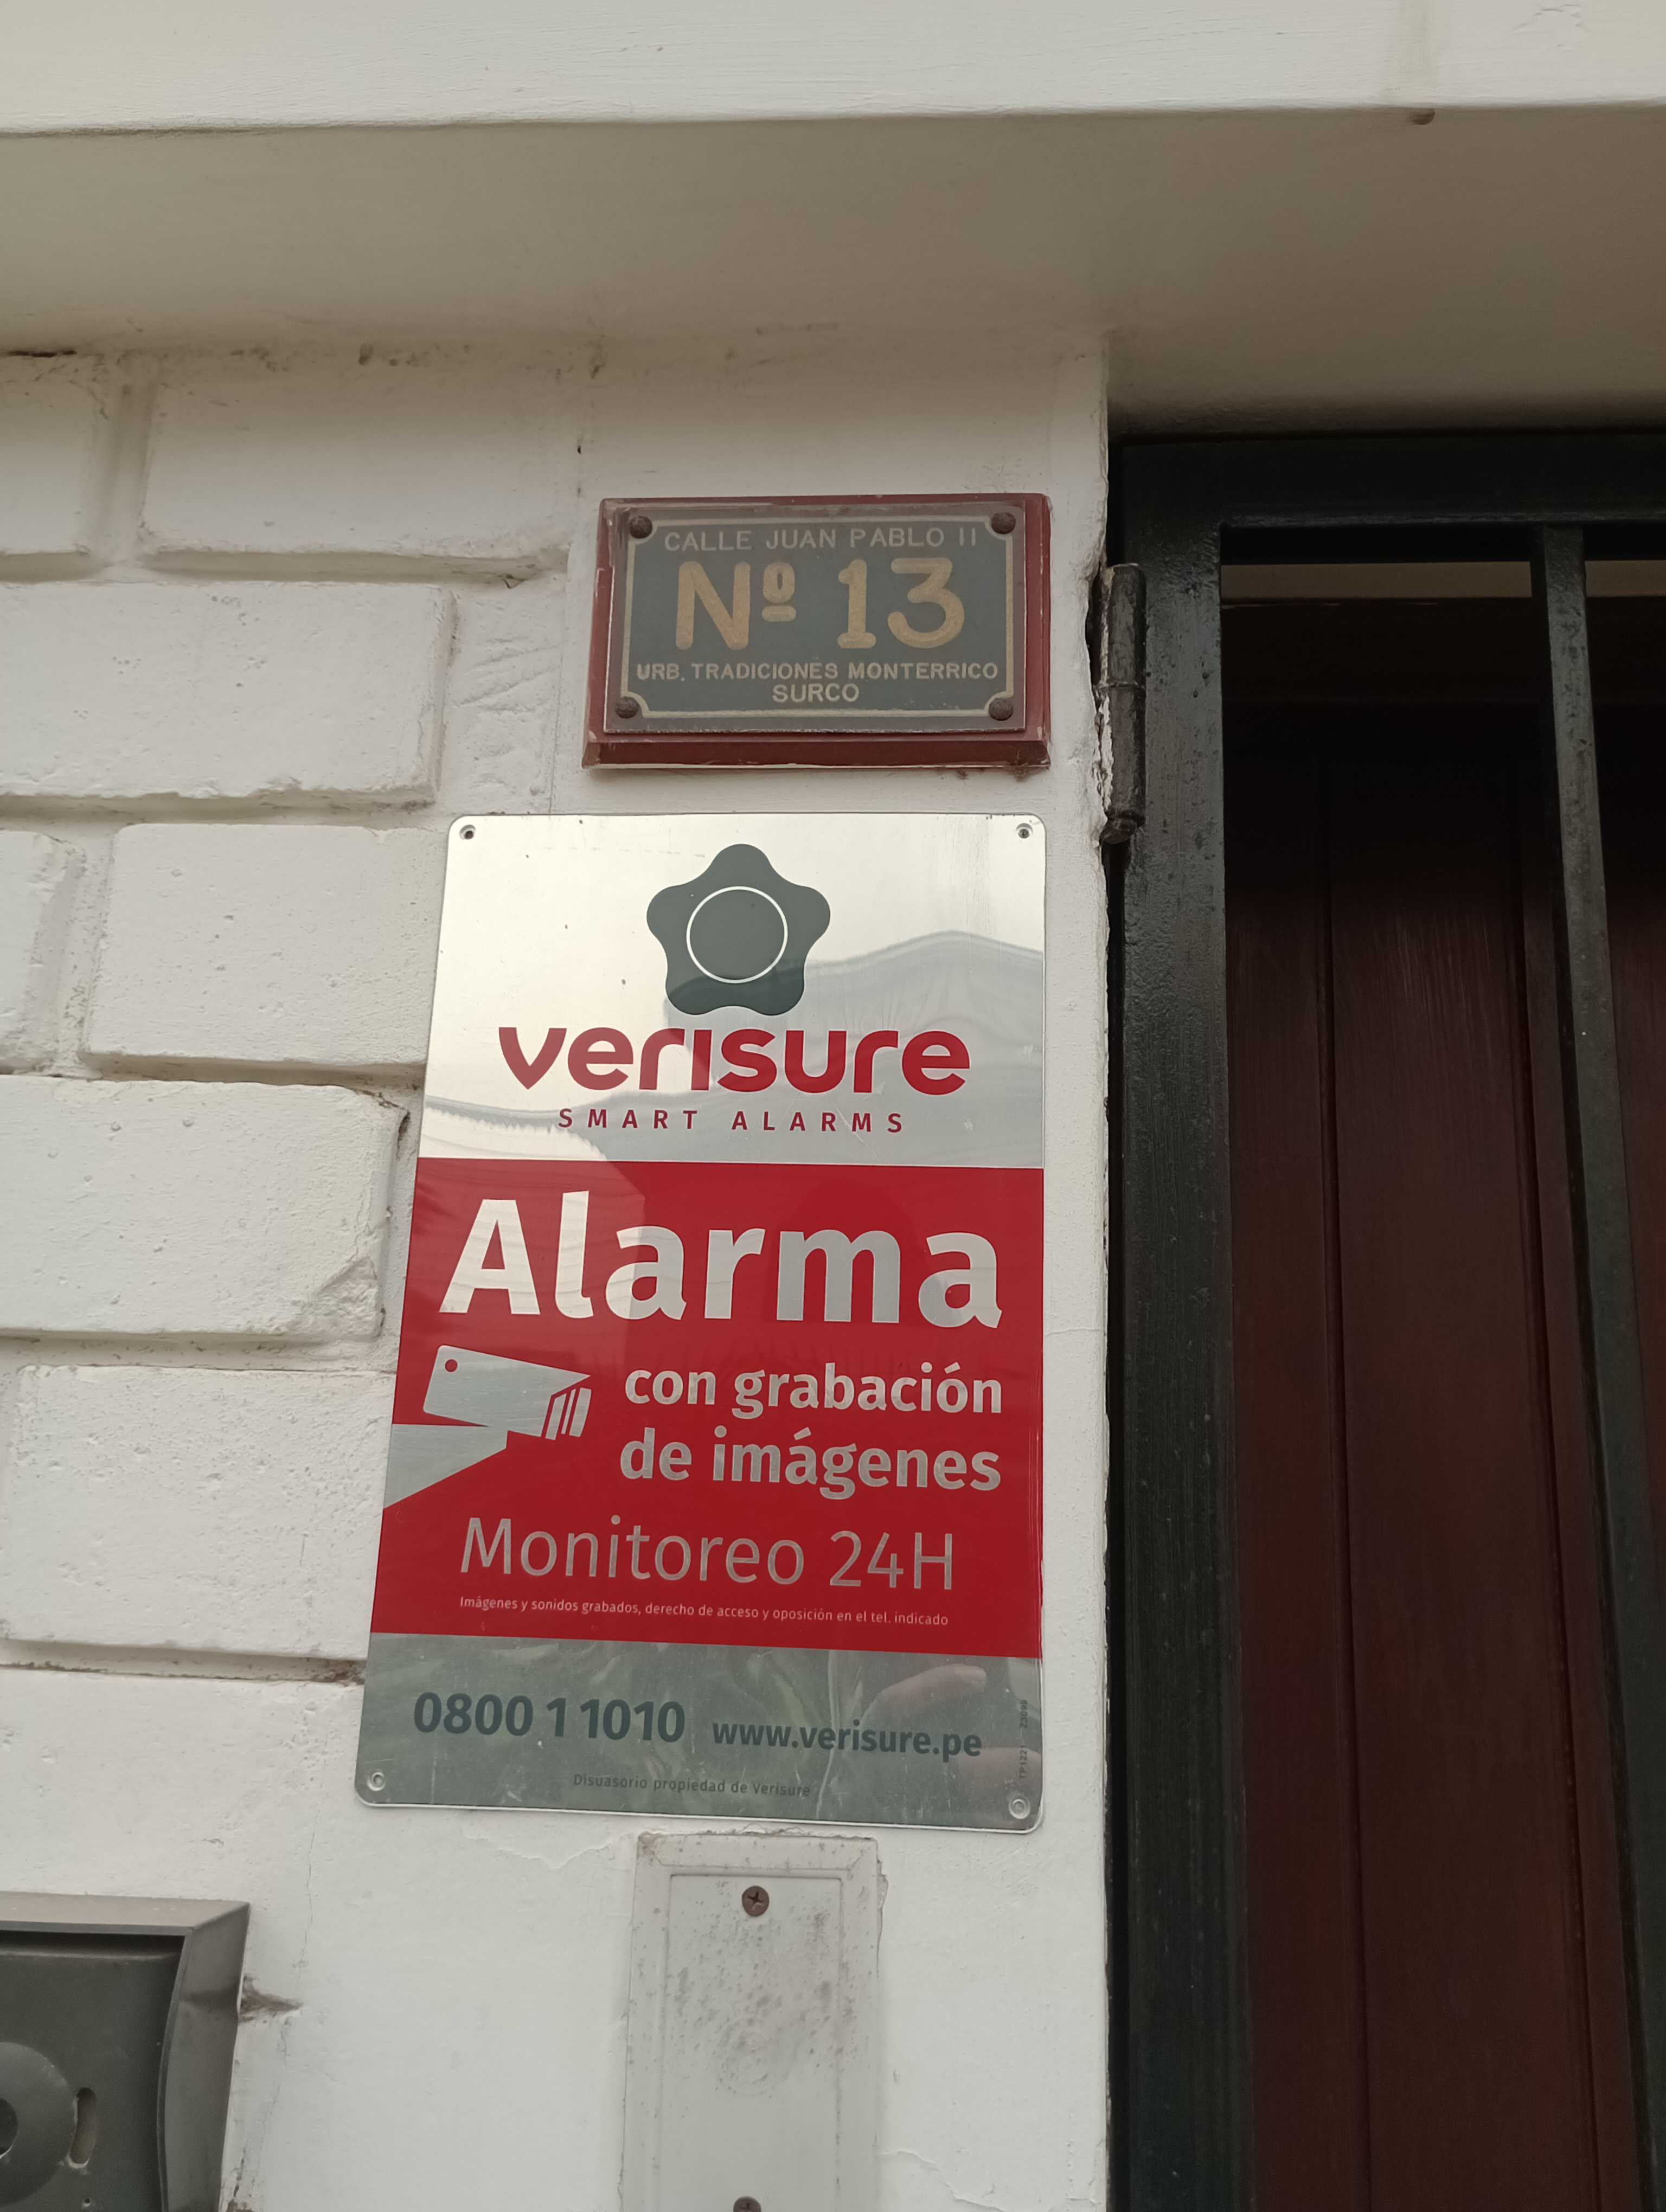 CALLE JUAN PABLO II
Nº 13
URB. TRADICIONES MONTERRICO
SURCO
verisure
SMART ALARMS
Alarma
con grabación
de imágenes
Monitoreo 24H
Imágenes y sonidos grabados, derecho de acceso y oposición en el tel. indicado
0800 1 1010 www.verisure.pe
Disuasorio propiedad de Verisure